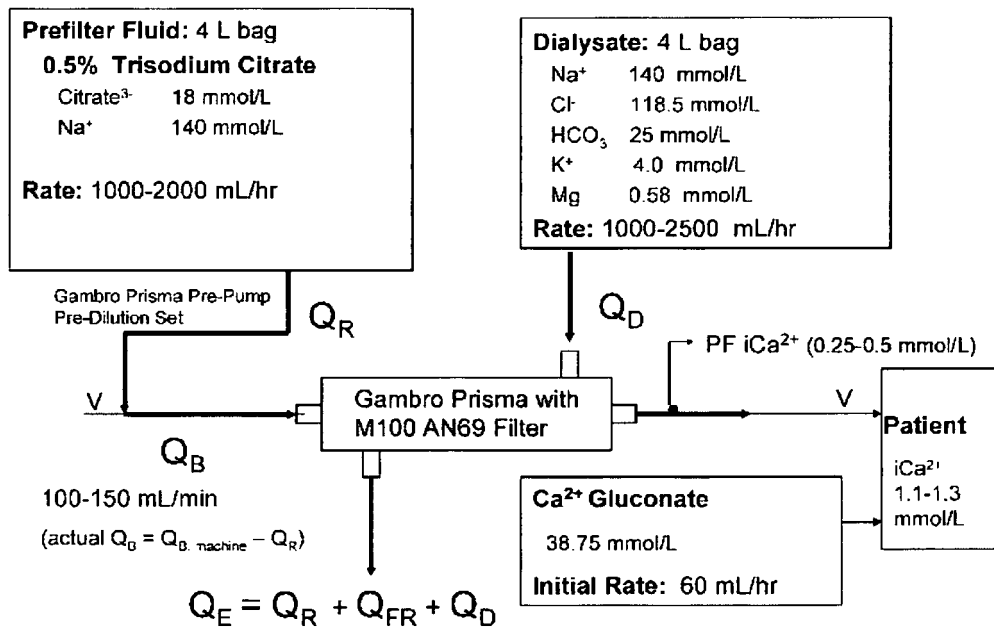 Prefilter Fluid: 4 L bag
0.5% Trisodium Citrate
Citrate³⁻ 18 mmol/L
Na⁺ 140 mmol/L
Rate: 1000-2000 mL/hr
Dialysate: 4 L bag
Na⁺ 140 mmol/L
Cl⁻ 118.5 mmol/L
HCO₃ 25 mmol/L
K⁺ 4.0 mmol/L
Mg 0.58 mmol/L
Rate: 1000-2500 mL/hr
Gambro Prisma Pre-Pump
Pre-Dilution Set
Q_R
Q_D
PF iCa²⁺ (0.25-0.5 mmol/L)
V
Gambro Prisma with
M100 AN69 Filter
V
Patient
iCa²⁺
1.1-1.3
mmol/L
Q_B
100-150 mL/min
(actual Q_B = Q_B, machine – Q_R)
Ca²⁺ Gluconate
38.75 mmol/L
Initial Rate: 60 mL/hr
Q_E = Q_R + Q_FR + Q_D